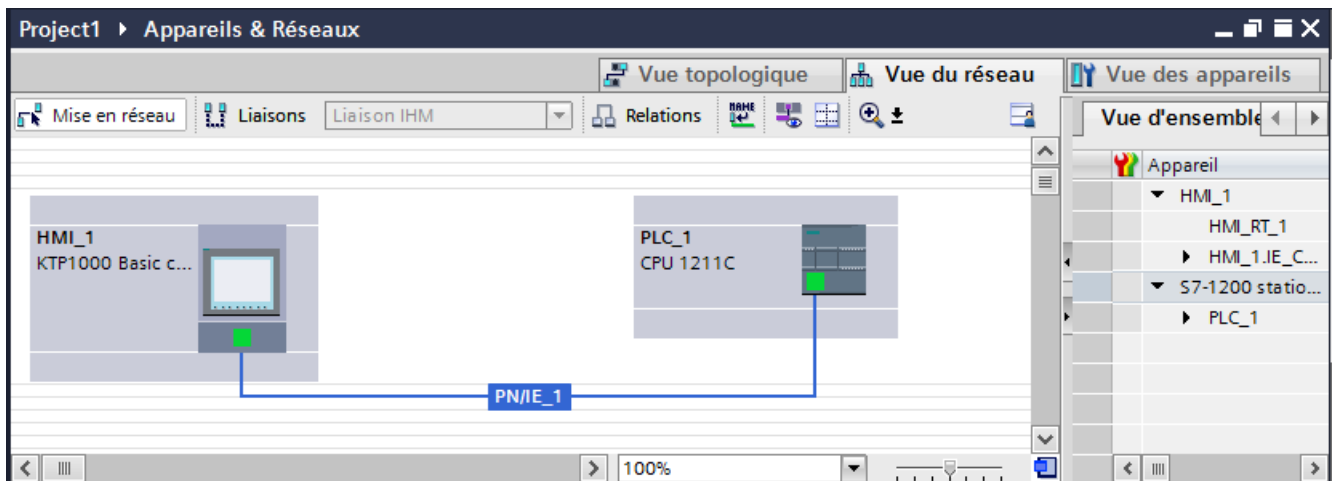 Project1 ▸ Appareils & Réseaux
Vue topologique
Vue du réseau
Vue des appareils
Mise en réseau
Liaisons
Liaison IHM
Relations
NAME
Vue d'ensemble
Appareil
HMI_1
HMI_RT_1
HMI_1.IE_C...
S7-1200 statio...
PLC_1
HMI_1
KTP1000 Basic c...
PLC_1
CPU 1211C
PN/IE_1
100%